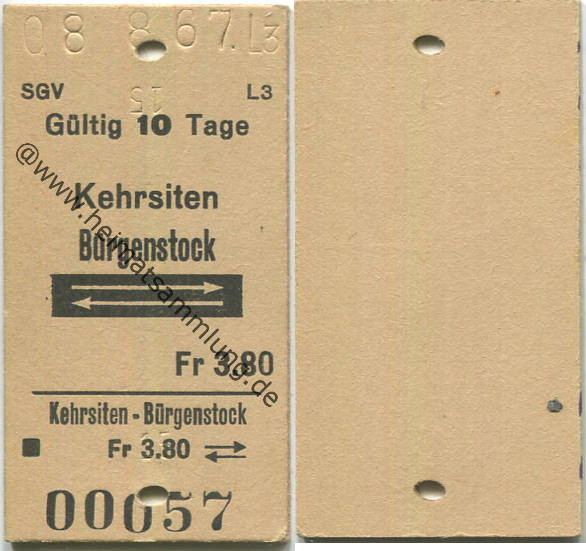 08 8 67. L3
SGV L3
15
Gültig 10 Tage
Kehrsiten
Bürgenstock
Fr 3.80
Kehrsiten - Bürgenstock
Fr 3.80
00057
@www.heimatsammlung.de